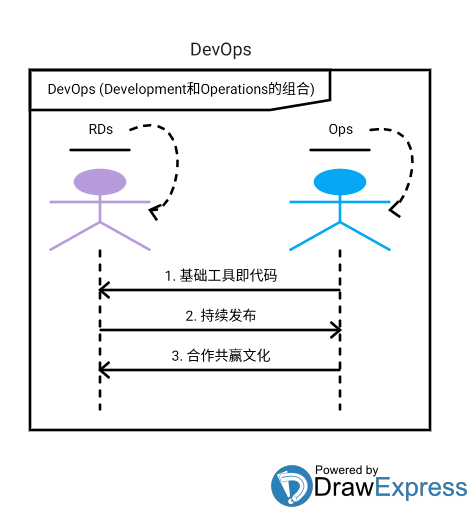 DevOps
DevOps (Development和Operations的组合)
RDs
Ops
1. 基础工具即代码
2. 持续发布
3. 合作共赢文化
Powered by
DrawExpress